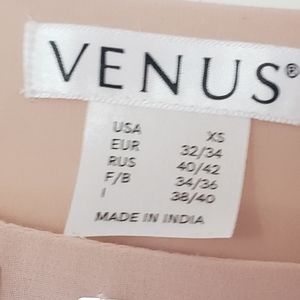 VENUS®
USA XS
EUR 32/34
RUS 40/42
F/B 34/36
I 38/40
MADE IN INDIA